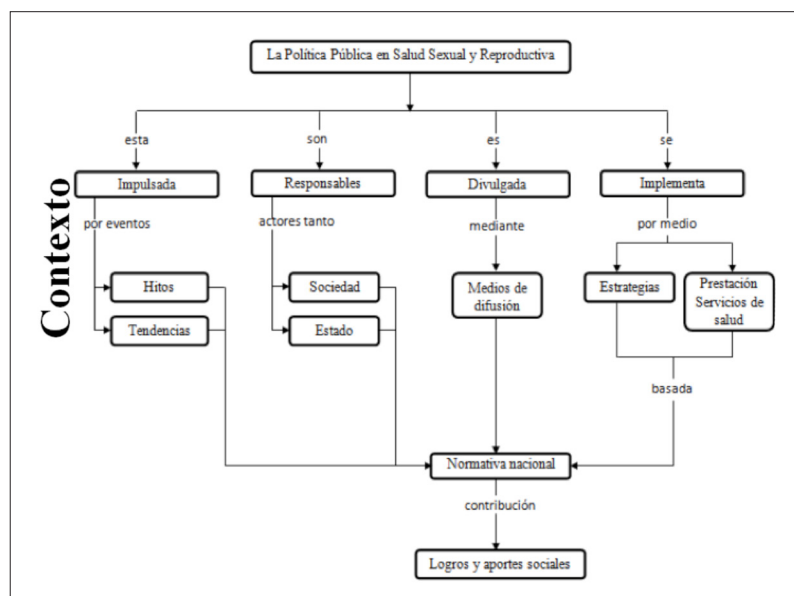 La Política Pública en Salud Sexual y Reproductiva
esta
son
es
se
Impulsada
Responsables
Divulgada
Implementa
por eventos
actores tanto
mediante
por medio
Contexto
Hitos
Tendencias
Sociedad
Estado
Medios de
difusión
Estrategias
Prestación
Servicios de
salud
basada
Normativa nacional
contribución
Logros y aportes sociales